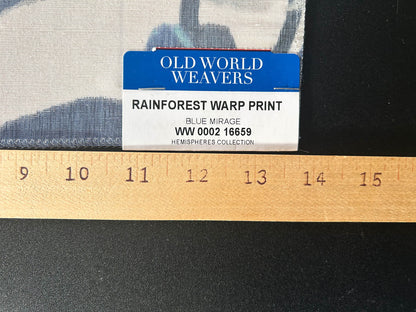 OLD WORLD
WEAVERS
RAINFOREST WARP PRINT
BLUE MIRAGE
WW 0002 16659
HEMISPHERES COLLECTION
9 10 11 12 13 14 15